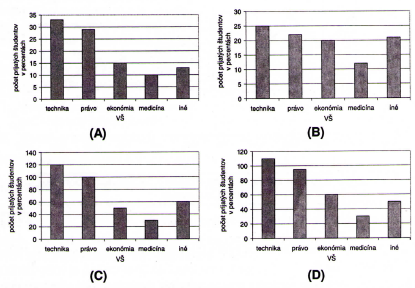 počet prijatých študentov
v percentách
35
30
25
20
15
10
5
0
technika právo ekonómia medicína iné
VŠ
(A)
počet prijatých študentov
v percentách
30
25
20
15
10
5
0
technika právo ekonómia medicína iné
VŠ
(B)
počet prijatých študentov
v percentách
140
120
100
80
60
40
20
0
technika právo ekonómia medicína iné
VŠ
(C)
počet prijatých študentov
v percentách
120
100
80
60
40
20
0
technika právo ekonómia medicína iné
VŠ
(D)